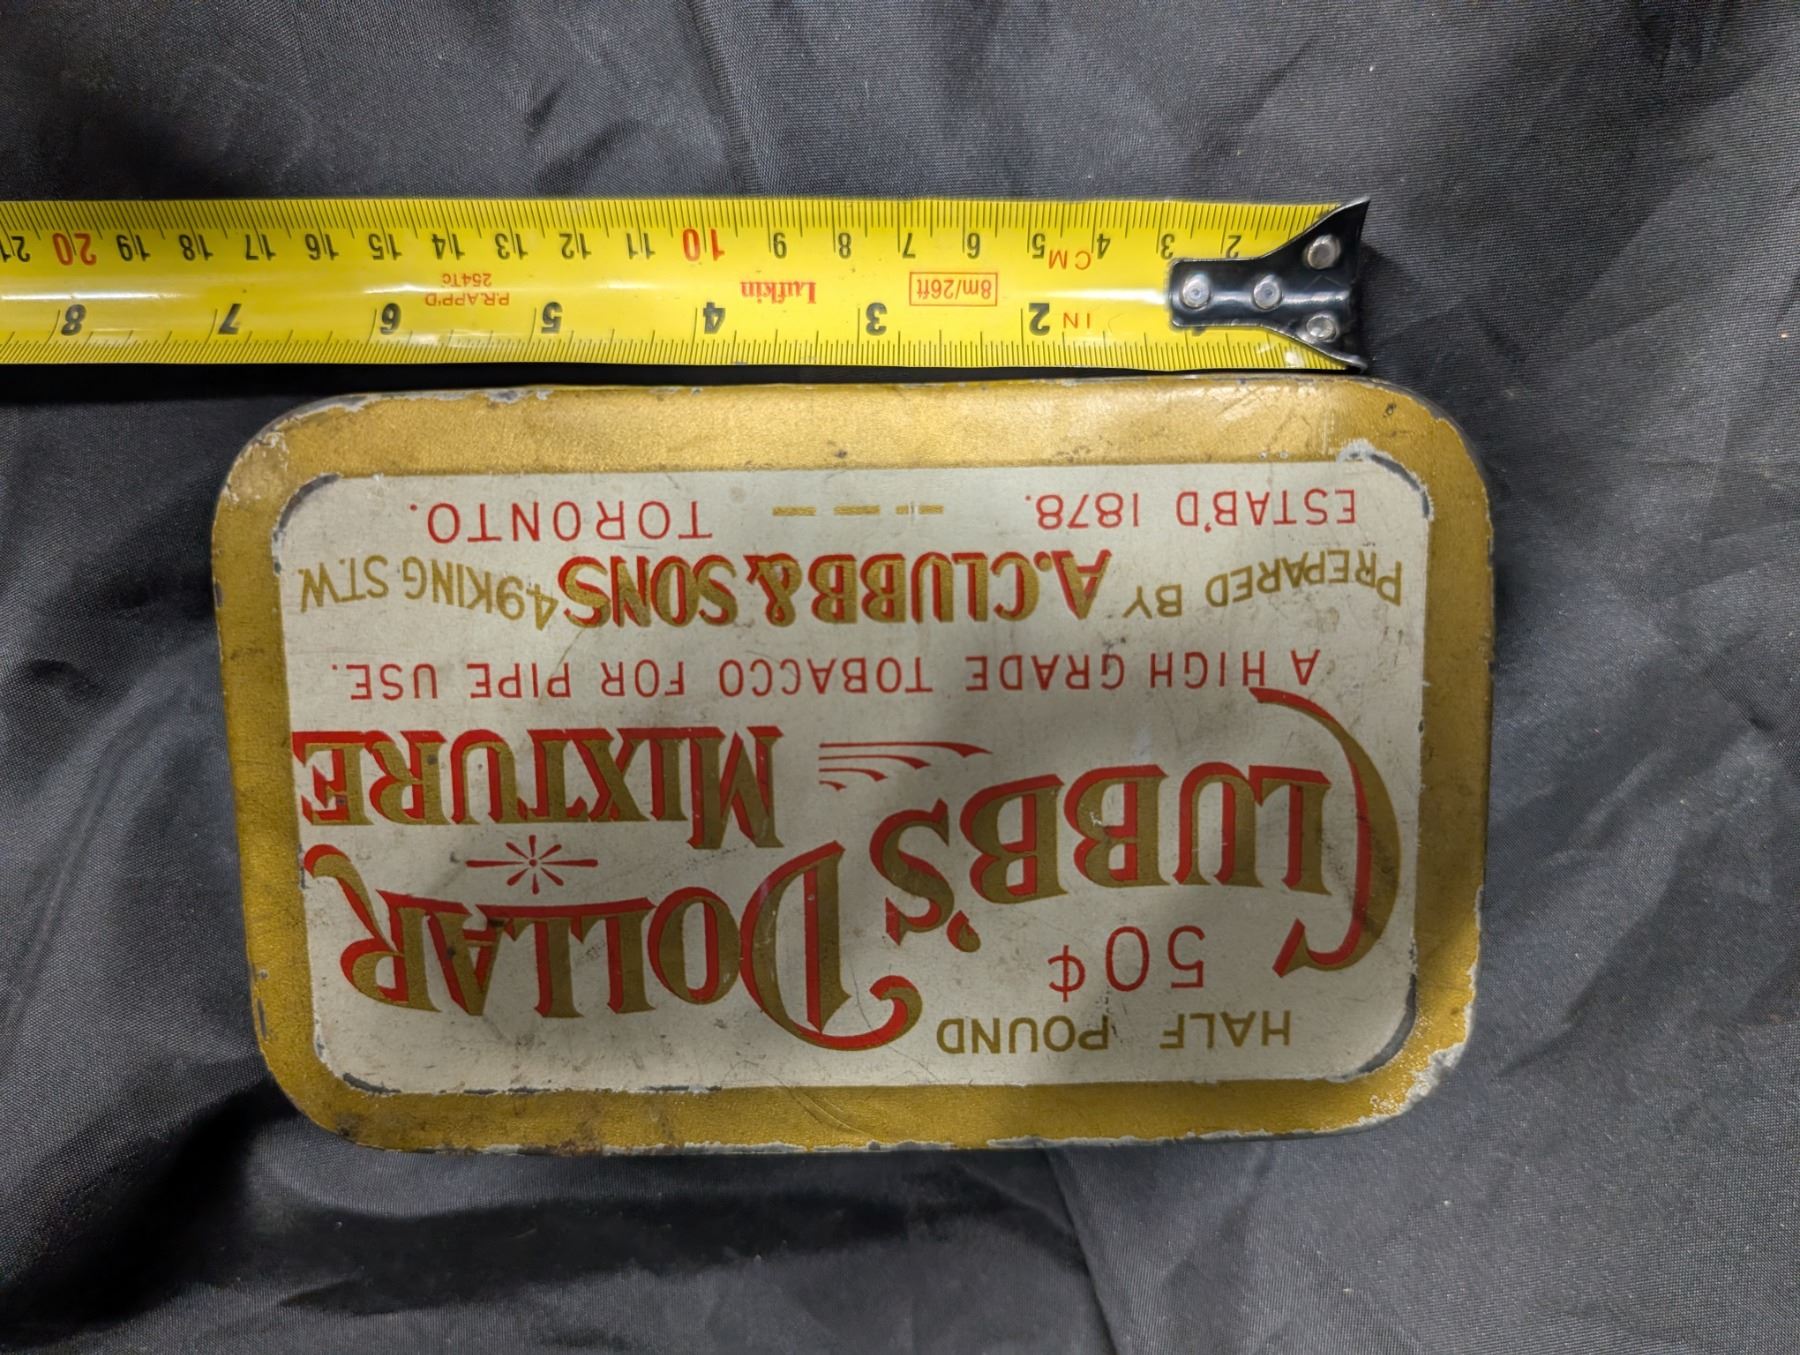 HALF POUND
50¢
CLUBB'S DOLLAR
MIXTURE
A HIGH GRADE TOBACCO FOR PIPE USE.
PREPARED BY A.CLUBB & SONS 49 KING ST.W.
ESTAB'D 1878. TORONTO.
IN 2 3 4 5 6 7 8
8m/26ft Lufkin P.R.APP'D
254Tc
2 3 4 CM 5 6 7 8 9 10 11 12 13 14 15 16 17 18 19 20 21